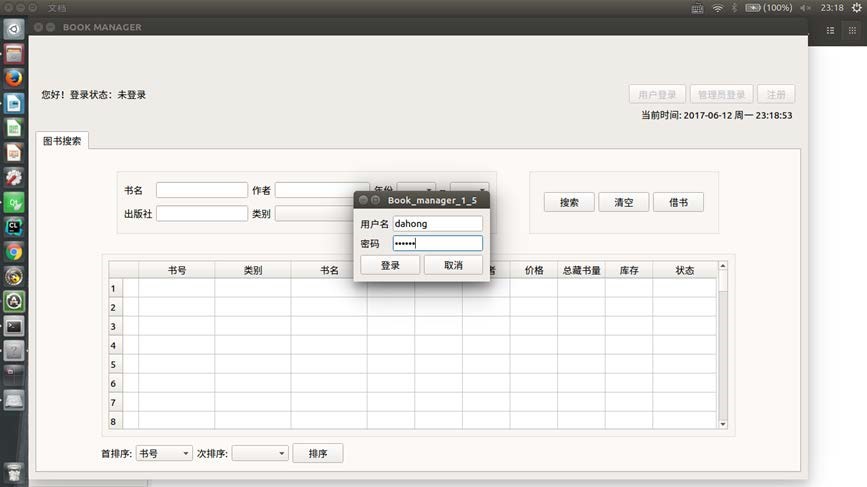 文档
(100%) 23:18
BOOK MANAGER
您好！登录状态：未登录
用户登录 管理员登录 注册
当前时间: 2017-06-12 周一 23:18:53
图书搜索
书名 作者 年份
出版社 类别
搜索 清空 借书
Book_manager_1_5
用户名 dahong
密码 ••••••
登录 取消
书号 类别 书名 者 价格 总藏书量 库存 状态
1
2
3
4
5
6
7
8
首排序: 书号 次排序: 排序